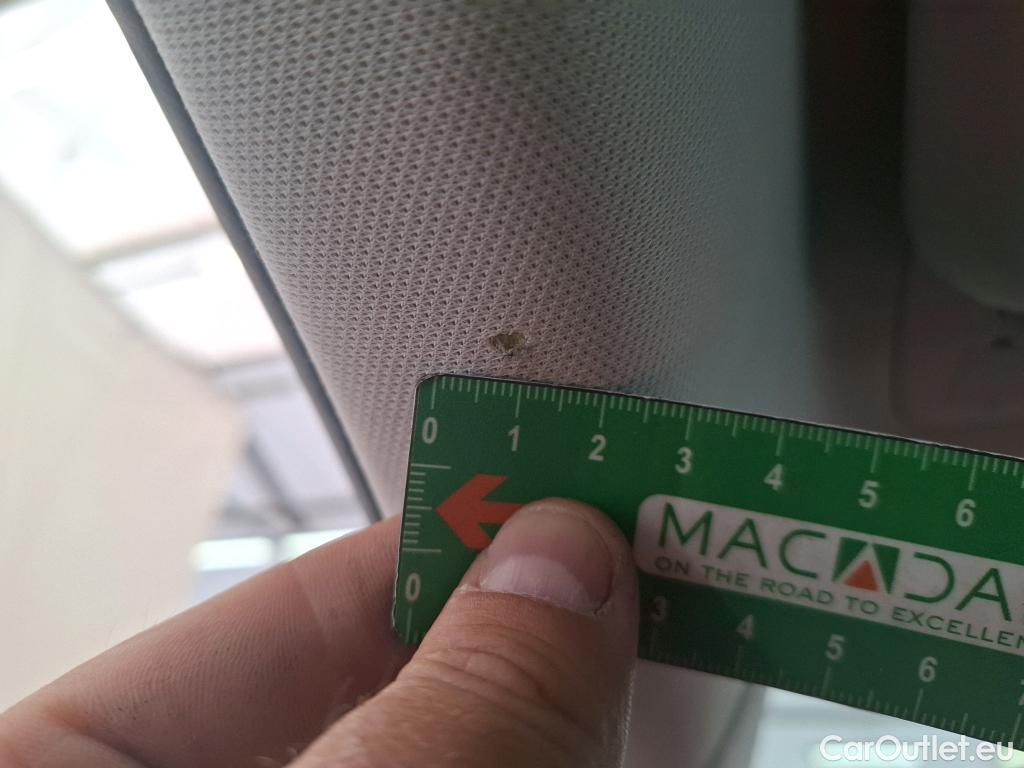 0 1 2 3 4 5 6
MACADA
ON THE ROAD TO EXCELLEN
0 3 4 5 6
CarOutlet.eu